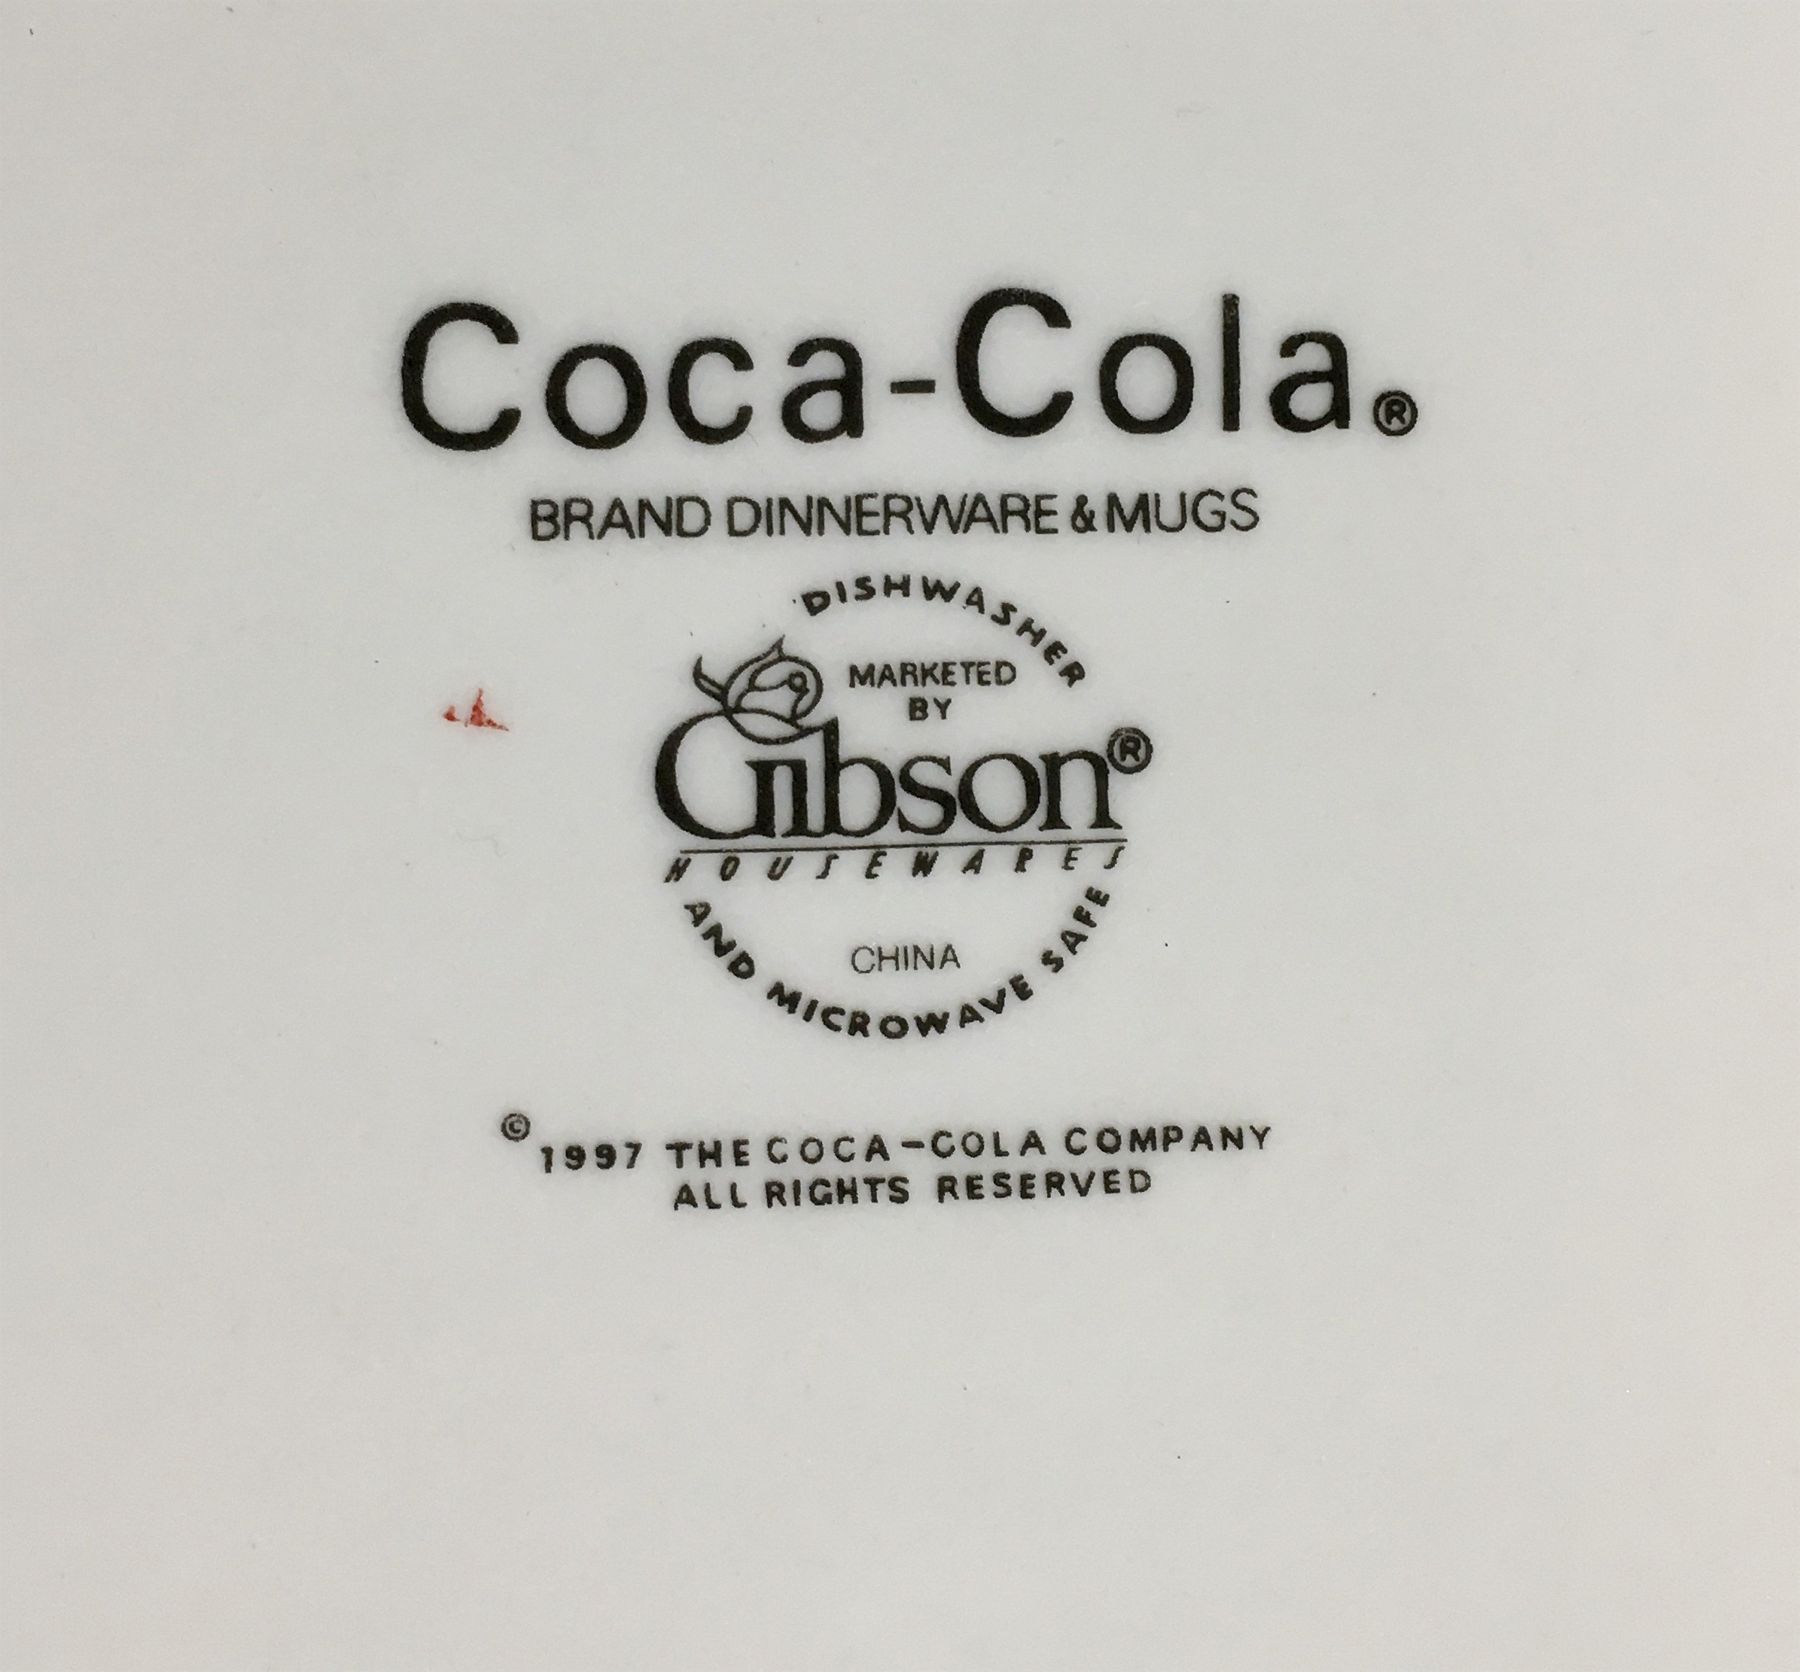 Coca-Cola®
BRAND DINNERWARE & MUGS
DISHWASHER
MARKETED
BY
Gibson®
HOUSEWARES
CHINA
AND MICROWAVE SAFE
© 1997 THE COCA-COLA COMPANY
ALL RIGHTS RESERVED